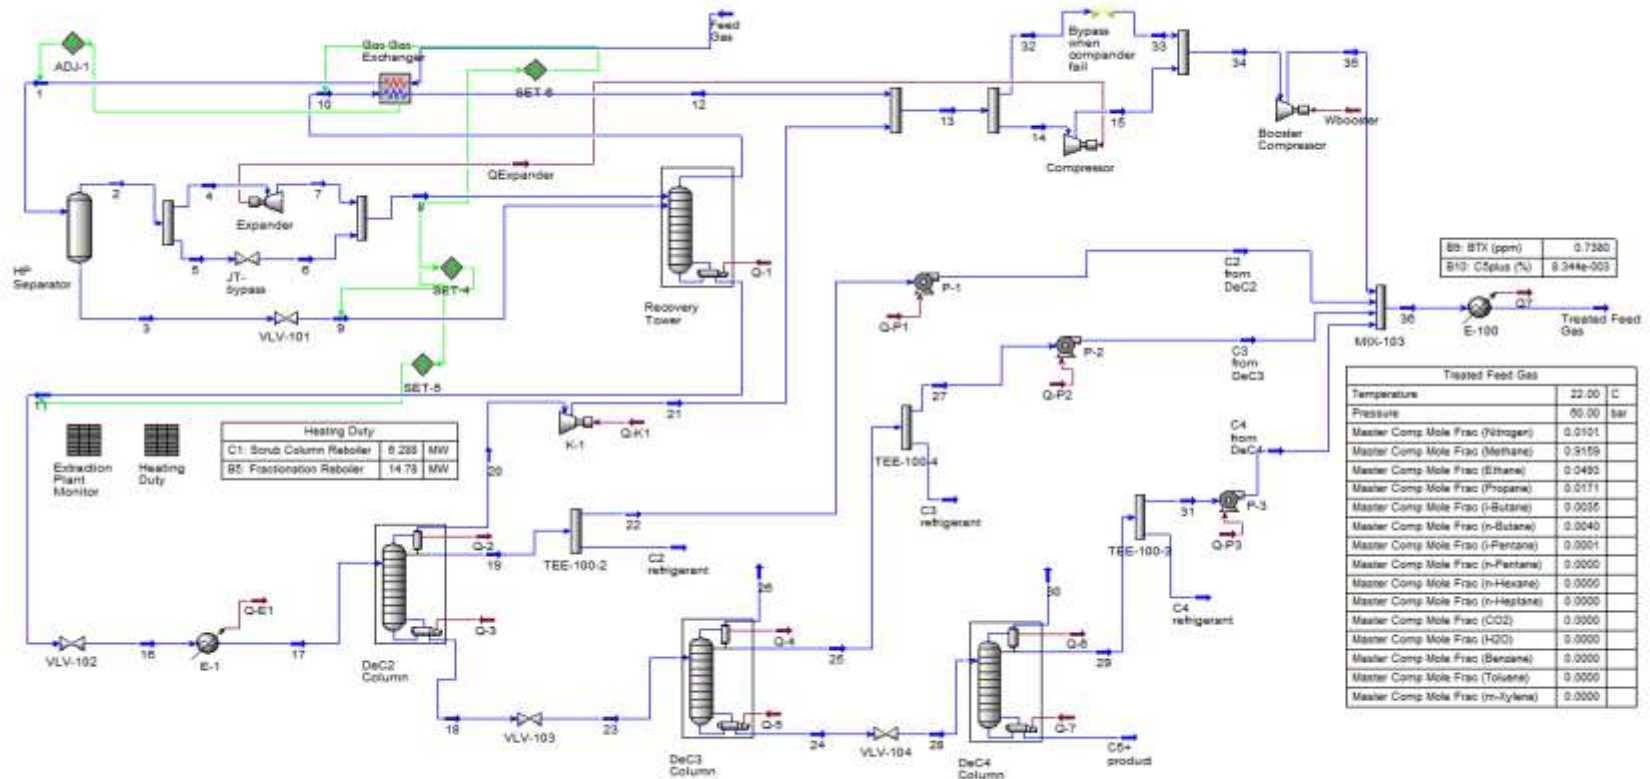 Feed
Gas
ADJ-1
Gas Gas
Exchanger
SET-6
1
10
12
32
Bypass
when
compander
fail
33
34
35
13
14
15
Compressor
Booster
Compressor
Wbooster
QExpander
2
4
7
8
Expander
5
6
JT-
bypass
HP
Separator
3
VLV-101
9
SET-4
SET-5
Q-1
Recovery
Tower
P-1
Q-P1
C2
from
DeC2
P-2
Q-P2
C3
from
DeC3
MIX-103
36
E-100
Q7
Treated Feed
Gas
B9: BTX (ppm) 0.7380
B10: C5plus (%) 8.344e-003
11
Extraction
Plant
Monitor
Heating
Duty
Heating Duty
C1: Scrub Column Reboiler 6.288 MW
B5: Fractionation Reboiler 14.78 MW
K-1
Q-K1
21
20
27
TEE-100-4
C3
refrigerant
C4
from
DeC4
31
P-3
Q-P3
TEE-100-3
C4
refrigerant
Treated Feed Gas
Temperature 22.00 C
Pressure 60.00 bar
Master Comp Mole Frac (Nitrogen) 0.0101
Master Comp Mole Frac (Methane) 0.9159
Master Comp Mole Frac (Ethane) 0.0493
Master Comp Mole Frac (Propane) 0.0171
Master Comp Mole Frac (i-Butane) 0.0035
Master Comp Mole Frac (n-Butane) 0.0040
Master Comp Mole Frac (i-Pentane) 0.0001
Master Comp Mole Frac (n-Pentane) 0.0000
Master Comp Mole Frac (n-Hexane) 0.0000
Master Comp Mole Frac (n-Heptane) 0.0000
Master Comp Mole Frac (CO2) 0.0000
Master Comp Mole Frac (H2O) 0.0000
Master Comp Mole Frac (Benzene) 0.0000
Master Comp Mole Frac (Toluene) 0.0000
Master Comp Mole Frac (m-Xylene) 0.0000
VLV-102
16
E-1
Q-E1
17
Q-2
19
Q-3
DeC2
Column
TEE-100-2
22
C2
refrigerant
18
VLV-103
23
26
Q-4
25
Q-5
DeC3
Column
24
VLV-104
28
30
Q-6
29
Q-7
DeC4
Column
C5+
product